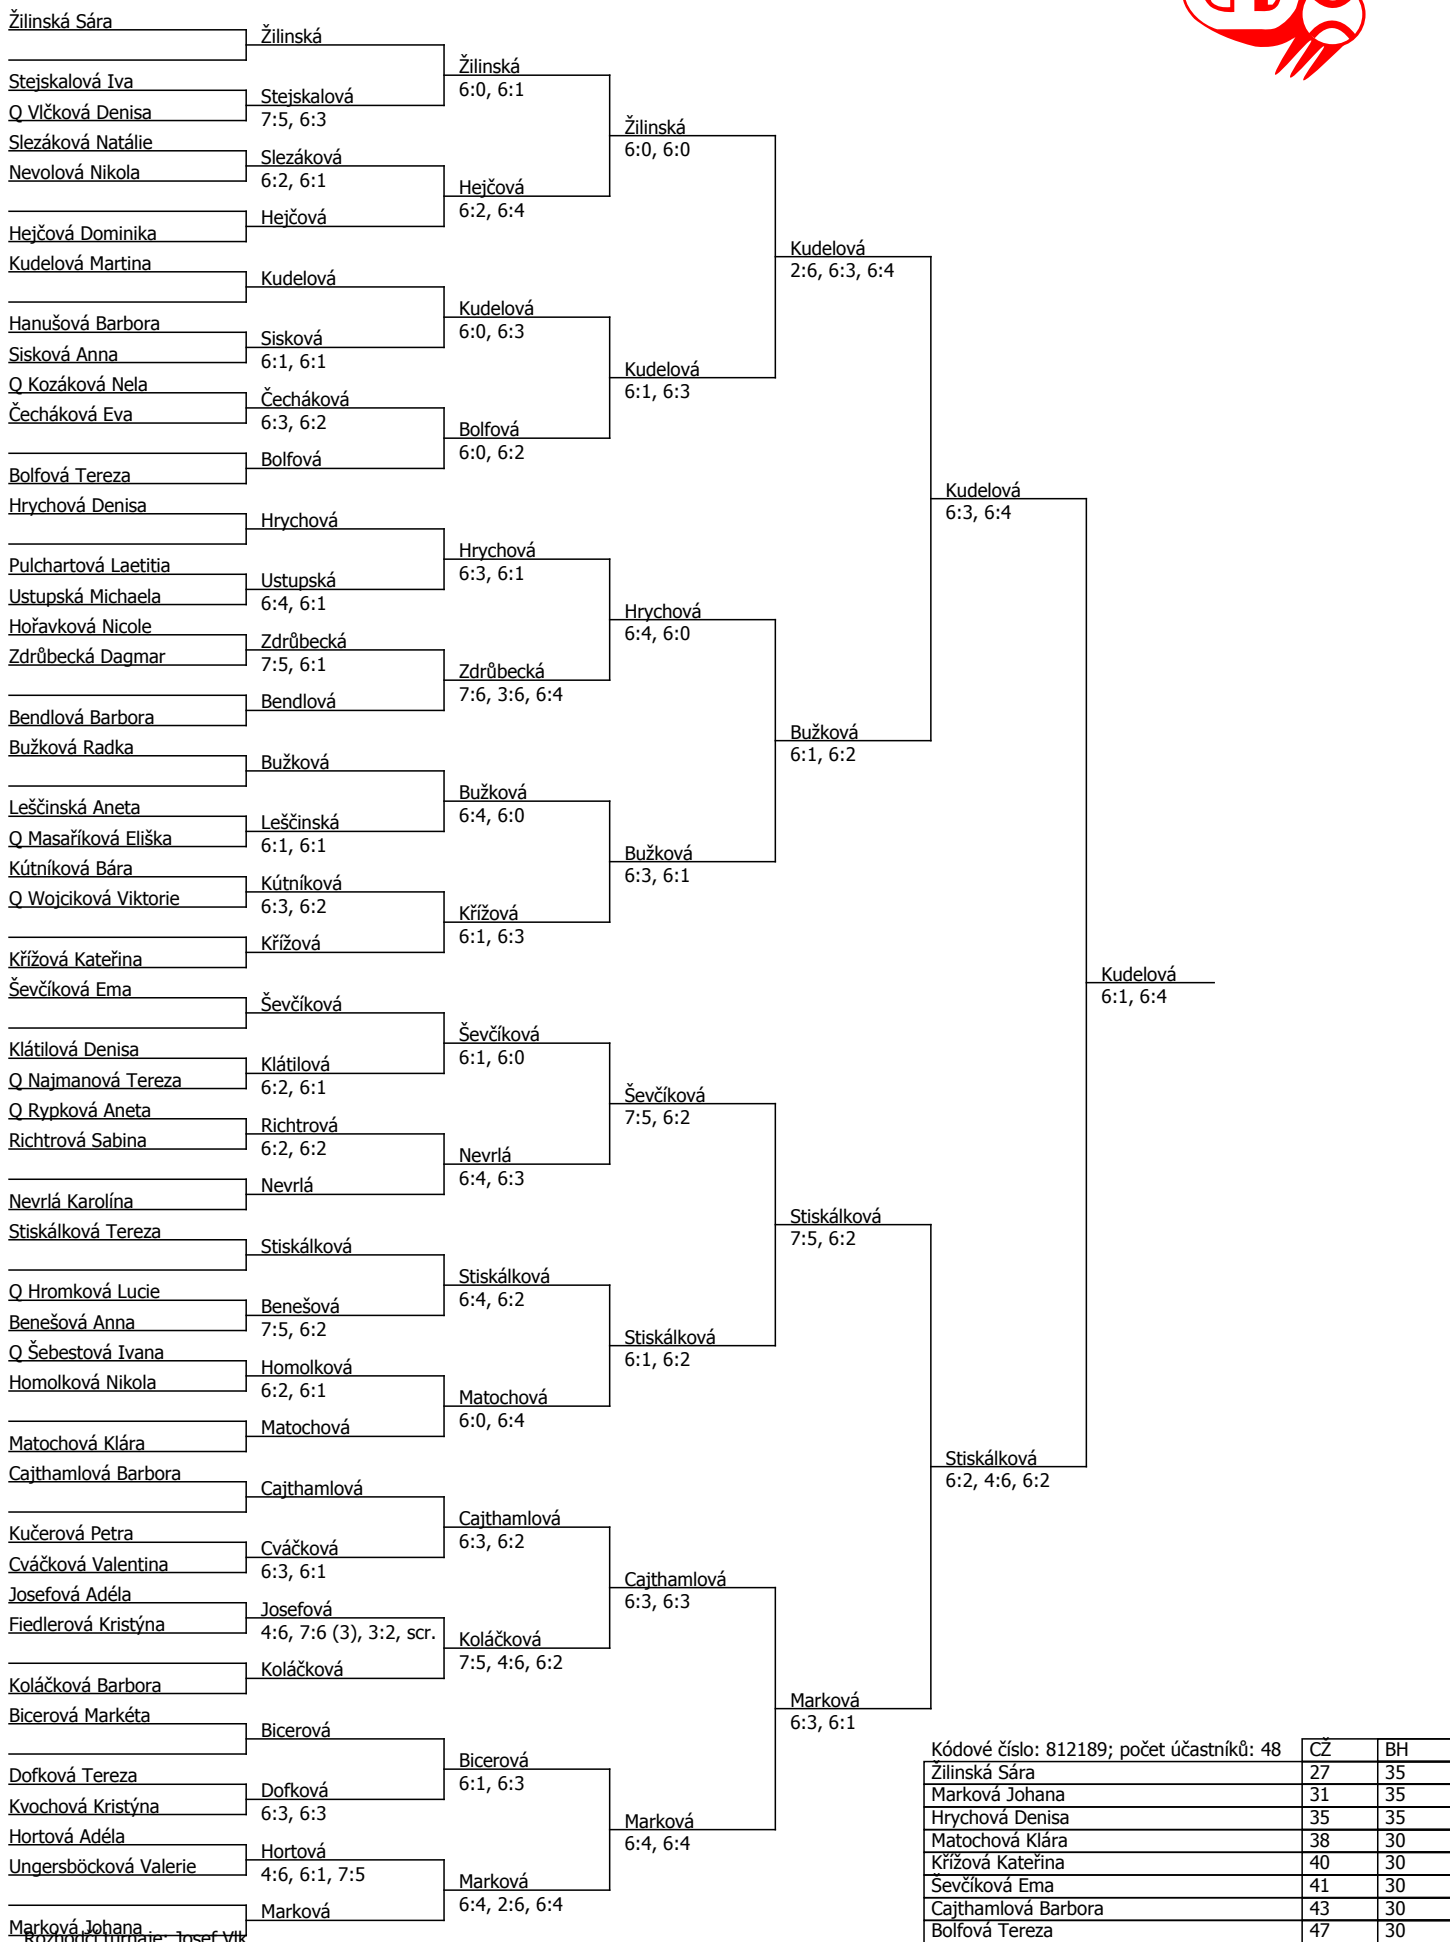 Žilinská Sára
Stejskalová Iva
Q Vlčková Denisa
Slezáková Natálie
Nevolová Nikola
Hejčová Dominika
Kudelová Martina
Hanušová Barbora
Sisková Anna
Q Kozáková Nela
Čecháková Eva
Bolfová Tereza
Hrychová Denisa
Pulchartová Laetitia
Ustupská Michaela
Hořavková Nicole
Zdrůbecká Dagmar
Bendlová Barbora
Bužková Radka
Leščinská Aneta
Q Masaříková Eliška
Kútníková Bára
Q Wojciková Viktorie
Křížová Kateřina
Ševčíková Ema
Klátilová Denisa
Q Najmanová Tereza
Q Rypková Aneta
Richtrová Sabina
Nevrlá Karolína
Stiskálková Tereza
Q Hromková Lucie
Benešová Anna
Q Šebestová Ivana
Homolková Nikola
Matochová Klára
Cajthamlová Barbora
Kučerová Petra
Cváčková Valentina
Josefová Adéla
Fiedlerová Kristýna
Koláčková Barbora
Bicerová Markéta
Dofková Tereza
Kvochová Kristýna
Hortová Adéla
Ungersböcková Valerie
Marková Johana
Rozhodčí turnaje: Josef Vlk
Žilinská
Stejskalová
7:5, 6:3
Slezáková
6:2, 6:1
Hejčová
Kudelová
Sisková
6:1, 6:1
Čecháková
6:3, 6:2
Bolfová
Hrychová
Ustupská
6:4, 6:1
Zdrůbecká
7:5, 6:1
Bendlová
Bužková
Leščinská
6:1, 6:1
Kútníková
6:3, 6:2
Křížová
Ševčíková
Klátilová
6:2, 6:1
Richtrová
6:2, 6:2
Nevrlá
Stiskálková
Benešová
7:5, 6:2
Homolková
6:2, 6:1
Matochová
Cajthamlová
Cváčková
6:3, 6:1
Josefová
4:6, 7:6 (3), 3:2, scr.
Koláčková
Bicerová
Dofková
6:3, 6:3
Hortová
4:6, 6:1, 7:5
Marková
Žilinská
6:0, 6:1
Hejčová
6:2, 6:4
Kudelová
6:0, 6:3
Bolfová
6:0, 6:2
Hrychová
6:3, 6:1
Zdrůbecká
7:6, 3:6, 6:4
Bužková
6:4, 6:0
Křížová
6:1, 6:3
Ševčíková
6:1, 6:0
Nevrlá
6:4, 6:3
Stiskálková
6:4, 6:2
Matochová
6:0, 6:4
Cajthamlová
6:3, 6:2
Koláčková
7:5, 4:6, 6:2
Bicerová
6:1, 6:3
Marková
6:4, 2:6, 6:4
Žilinská
6:0, 6:0
Kudelová
6:1, 6:3
Hrychová
6:4, 6:0
Bužková
6:3, 6:1
Ševčíková
7:5, 6:2
Stiskálková
6:1, 6:2
Cajthamlová
6:3, 6:3
Marková
6:4, 6:4
Kudelová
2:6, 6:3, 6:4
Bužková
6:1, 6:2
Stiskálková
7:5, 6:2
Marková
6:3, 6:1
Kudelová
6:3, 6:4
Stiskálková
6:2, 4:6, 6:2
Kudelová
6:1, 6:4
Kódové číslo: 812189; počet účastníků: 48 CŽ BH
Žilinská Sára 27 35
Marková Johana 31 35
Hrychová Denisa 35 35
Matochová Klára 38 30
Křížová Kateřina 40 30
Ševčíková Ema 41 30
Cajthamlová Barbora 43 30
Bolfová Tereza 47 30